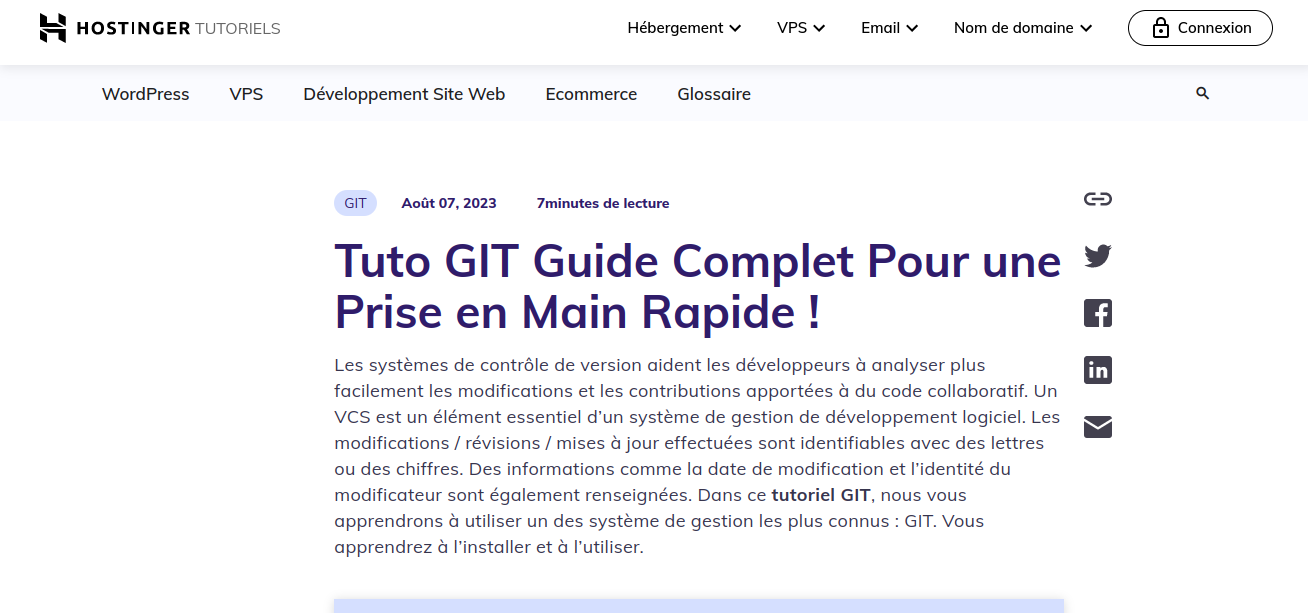 HOSTINGER TUTORIELS
Hébergement
VPS
Email
Nom de domaine
Connexion
WordPress
VPS
Développement Site Web
Ecommerce
Glossaire
GIT
Août 07, 2023
7minutes de lecture
Tuto GIT Guide Complet Pour une
Prise en Main Rapide !
Les systèmes de contrôle de version aident les développeurs à analyser plus
facilement les modifications et les contributions apportées à du code collaboratif. Un
VCS est un élément essentiel d’un système de gestion de développement logiciel. Les
modifications / révisions / mises à jour effectuées sont identifiables avec des lettres
ou des chiffres. Des informations comme la date de modification et l’identité du
modificateur sont également renseignées. Dans ce tutoriel GIT, nous vous
apprendrons à utiliser un des système de gestion les plus connus : GIT. Vous
apprendrez à l’installer et à l’utiliser.